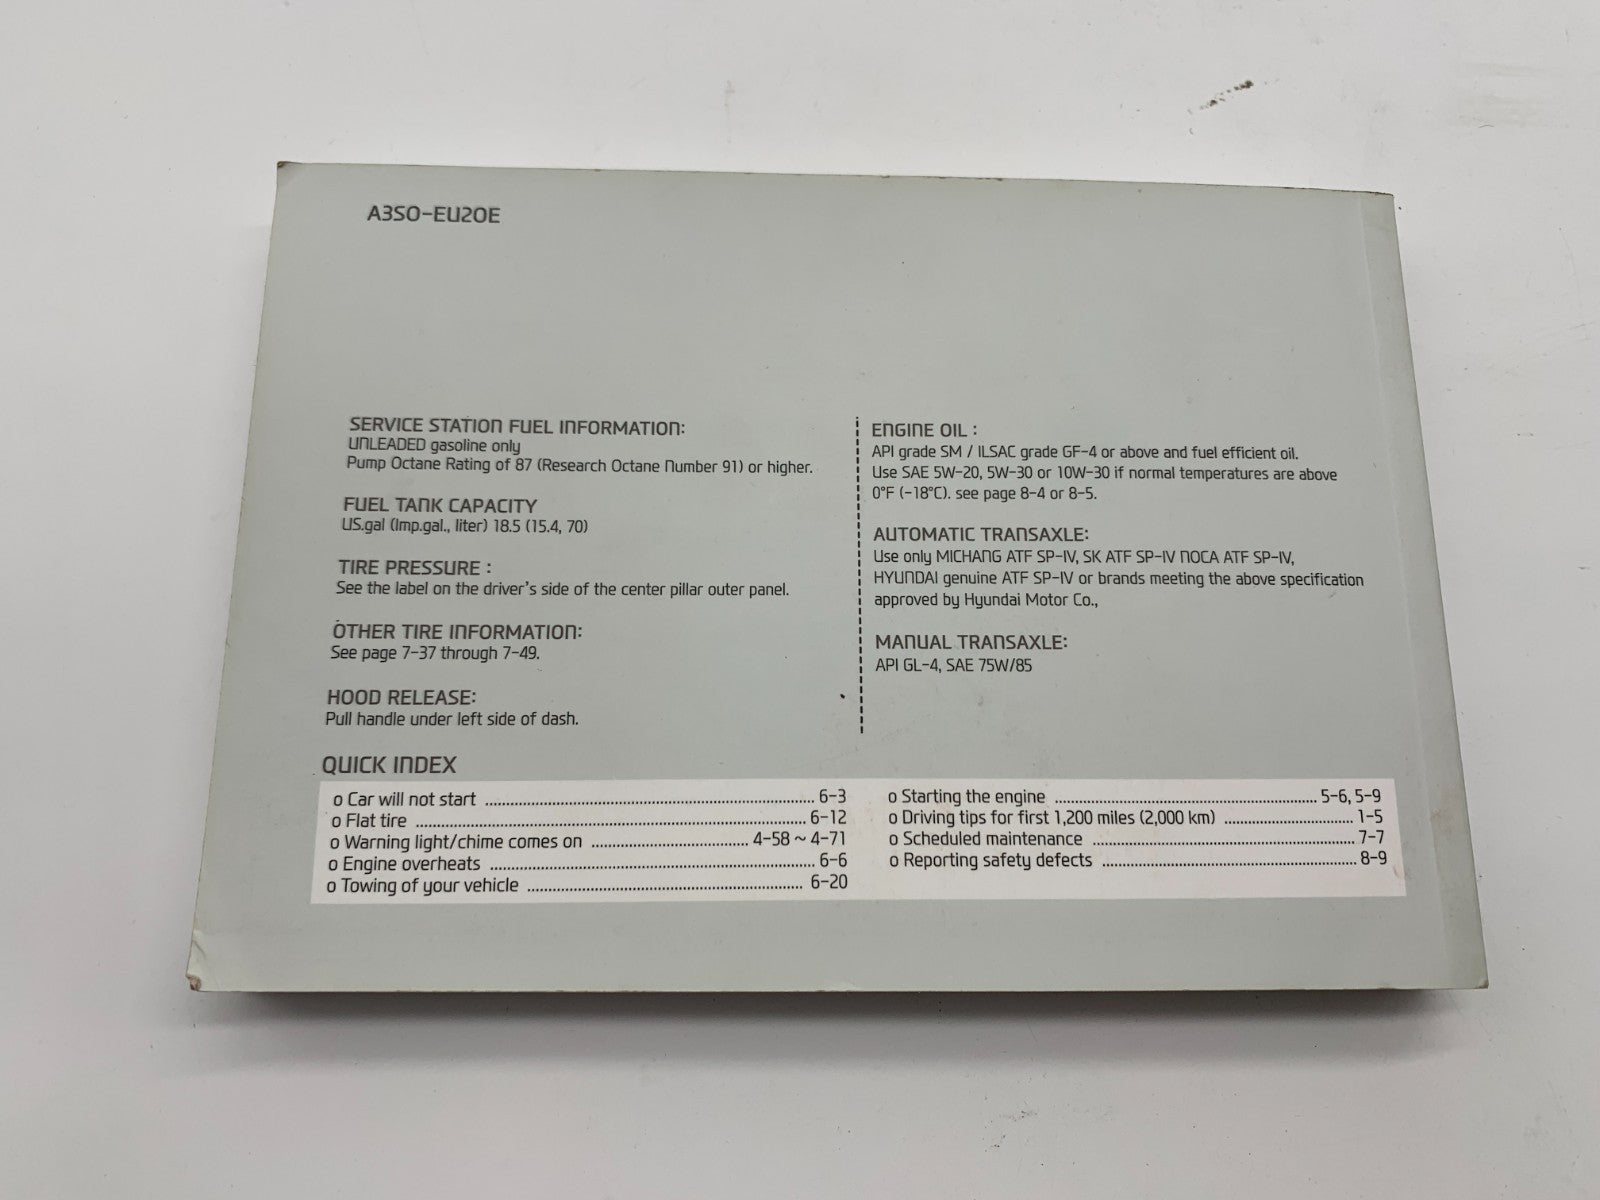 A3SO-EU20E
SERVICE STATION FUEL INFORMATION:
UNLEADED gasoline only
Pump Octane Rating of 87 (Research Octane Number 91) or higher.
FUEL TANK CAPACITY
US.gal (Imp.gal., liter) 18.5 (15.4, 70)
TIRE PRESSURE :
See the label on the driver's side of the center pillar outer panel.
OTHER TIRE INFORMATION:
See page 7-37 through 7-49.
HOOD RELEASE:
Pull handle under left side of dash.
ENGINE OIL :
API grade SM / ILSAC grade GF-4 or above and fuel efficient oil.
Use SAE 5W-20, 5W-30 or 10W-30 if normal temperatures are above
0°F (-18°C). see page 8-4 or 8-5.
AUTOMATIC TRANSAXLE:
Use only MICHANG ATF SP-IV, SK ATF SP-IV NOCA ATF SP-IV,
HYUNDAI genuine ATF SP-IV or brands meeting the above specification
approved by Hyundai Motor Co.,
MANUAL TRANSAXLE:
API GL-4, SAE 75W/85
QUICK INDEX
o Car will not start ........ 6-3
o Flat tire ........ 6-12
o Warning light/chime comes on ........ 4-58 ~ 4-71
o Engine overheats ........ 6-6
o Towing of your vehicle ........ 6-20
o Starting the engine ........ 5-6, 5-9
o Driving tips for first 1,200 miles (2,000 km) ........ 1-5
o Scheduled maintenance ........ 7-7
o Reporting safety defects ........ 8-9